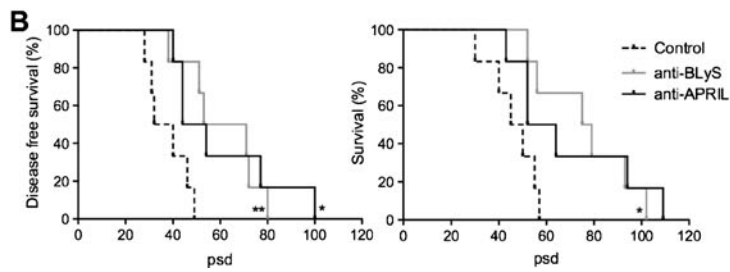 B
Disease free survival (%)
100
80
60
40
20
0
0 20 40 60 80 100 120
psd
** *
Survival (%)
100
80
60
40
20
0
0 20 40 60 80 100 120
psd
*
Control
anti-BLyS
anti-APRIL